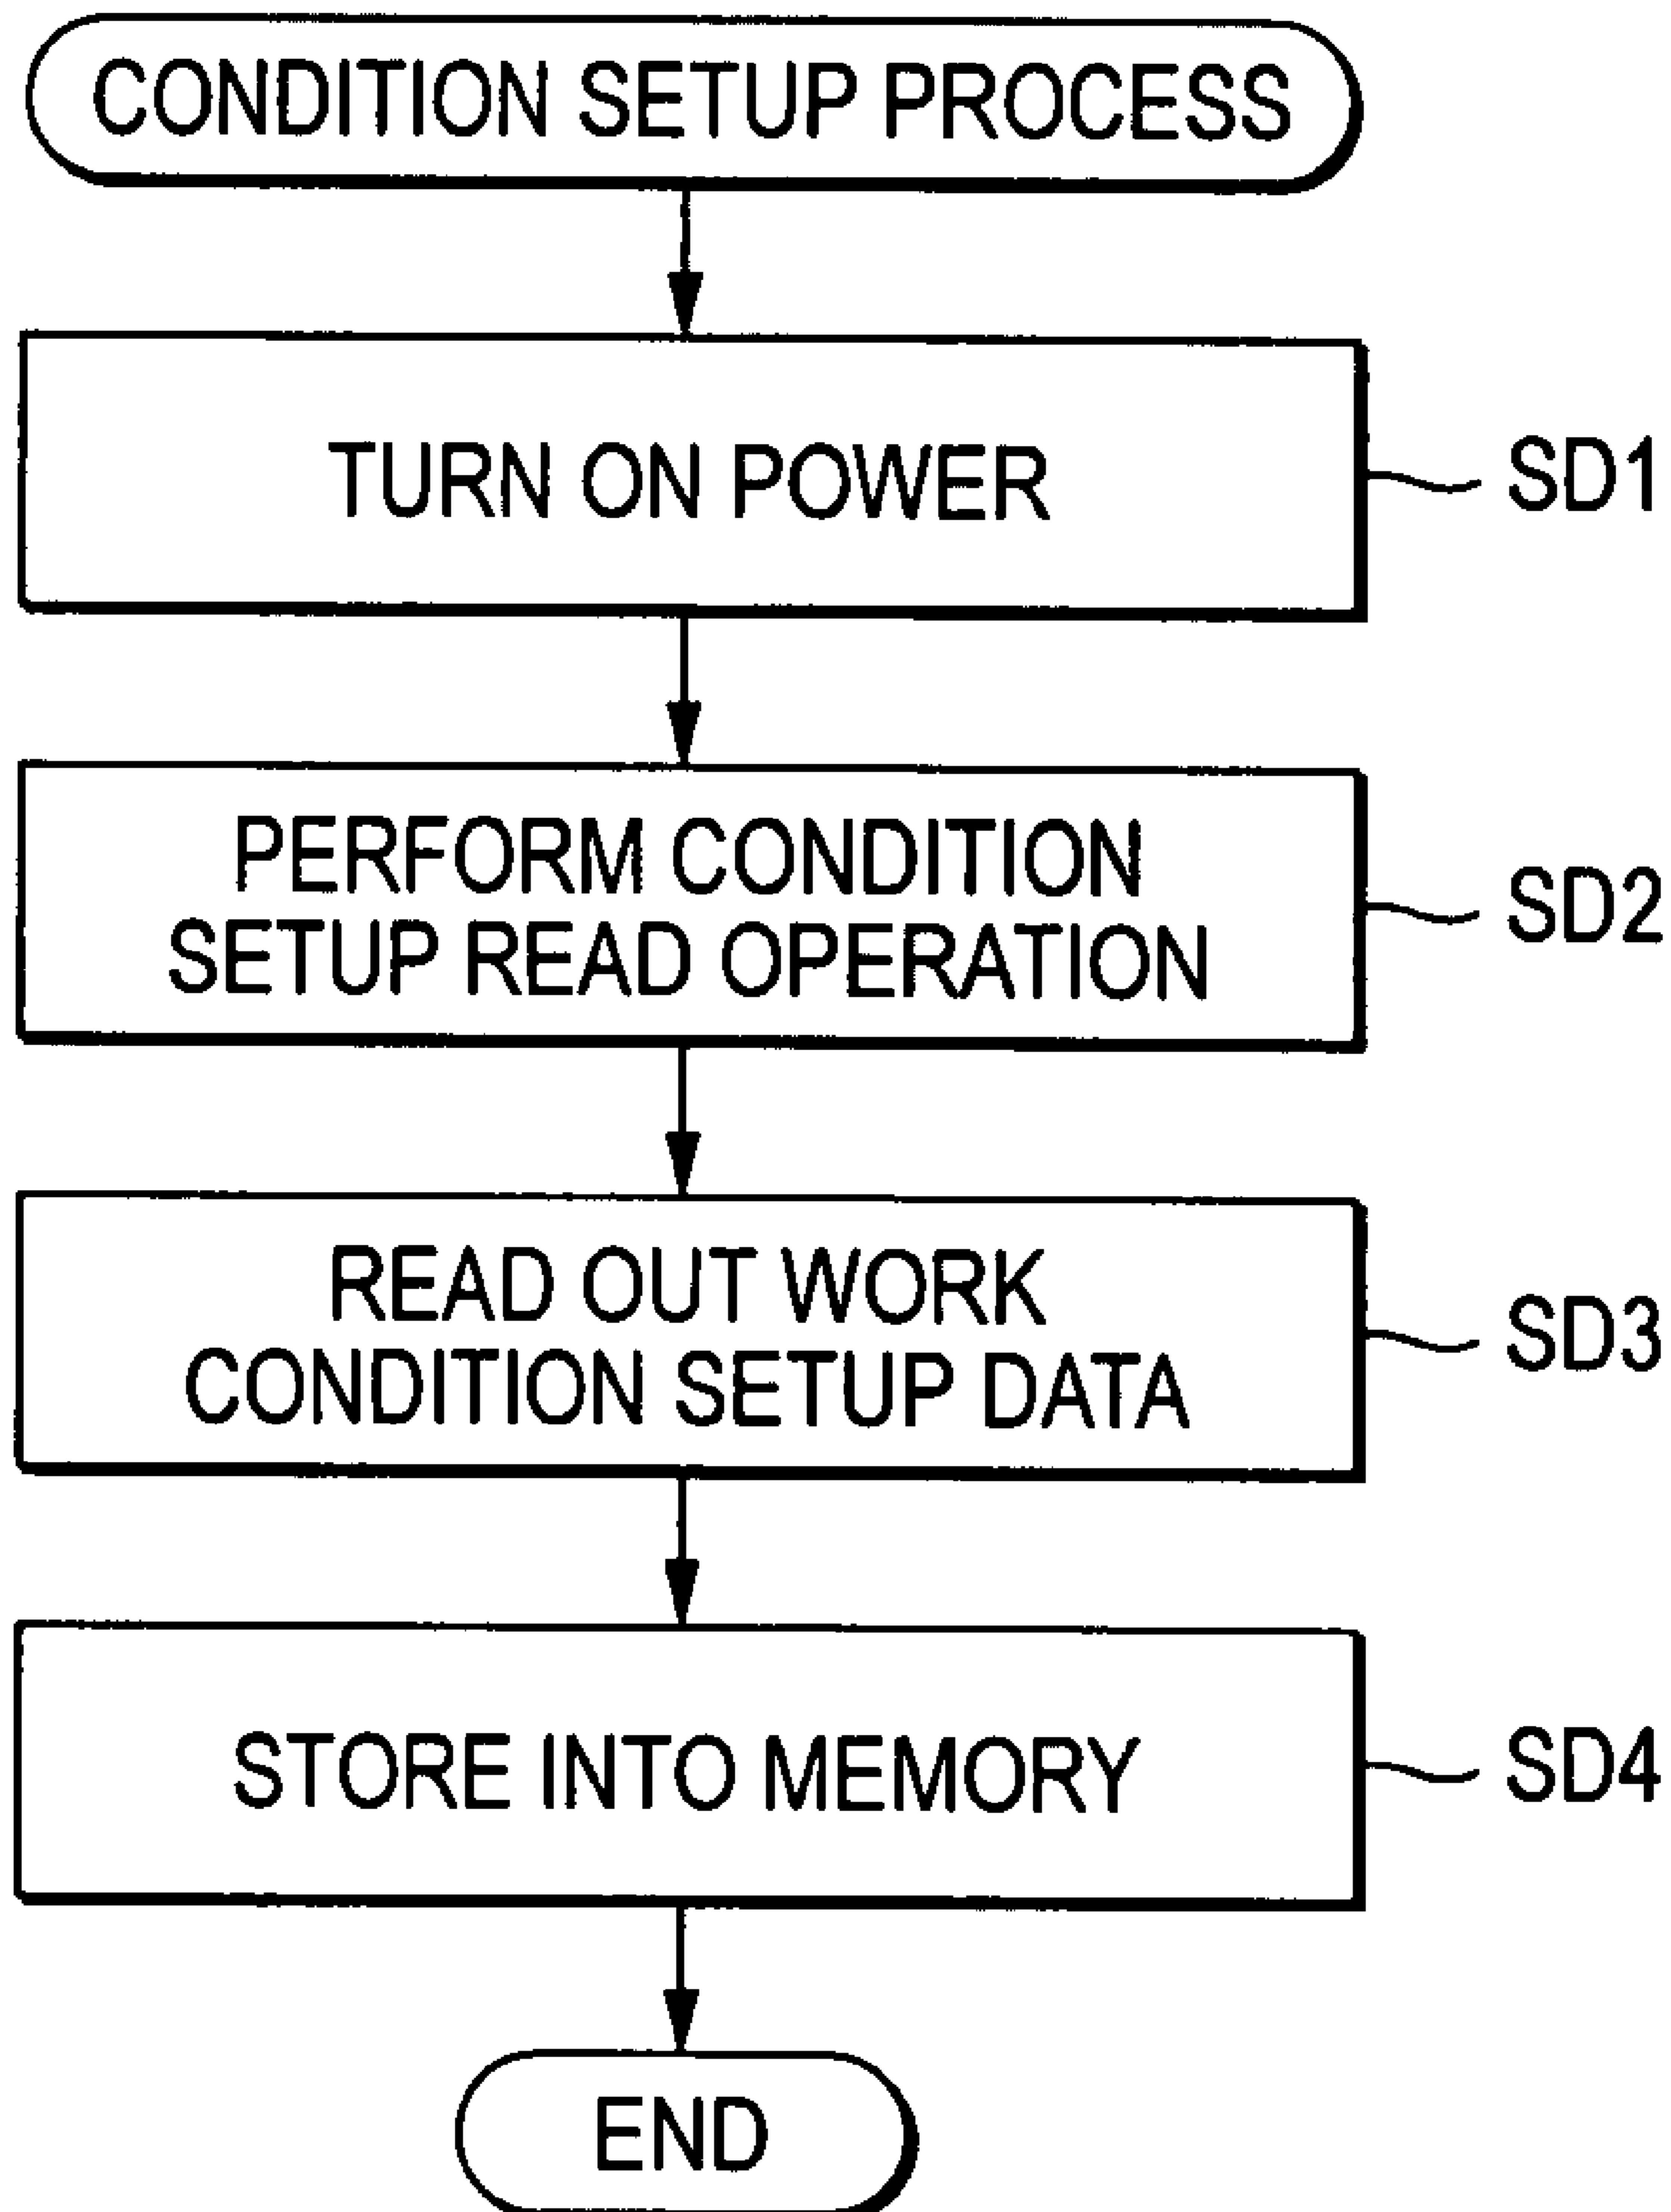 CONDITION SETUP PROCESS
TURN ON POWER
SD1
PERFORM CONDITION
SETUP READ OPERATION
SD2
READ OUT WORK
CONDITION SETUP DATA
SD3
STORE INTO MEMORY
SD4
END